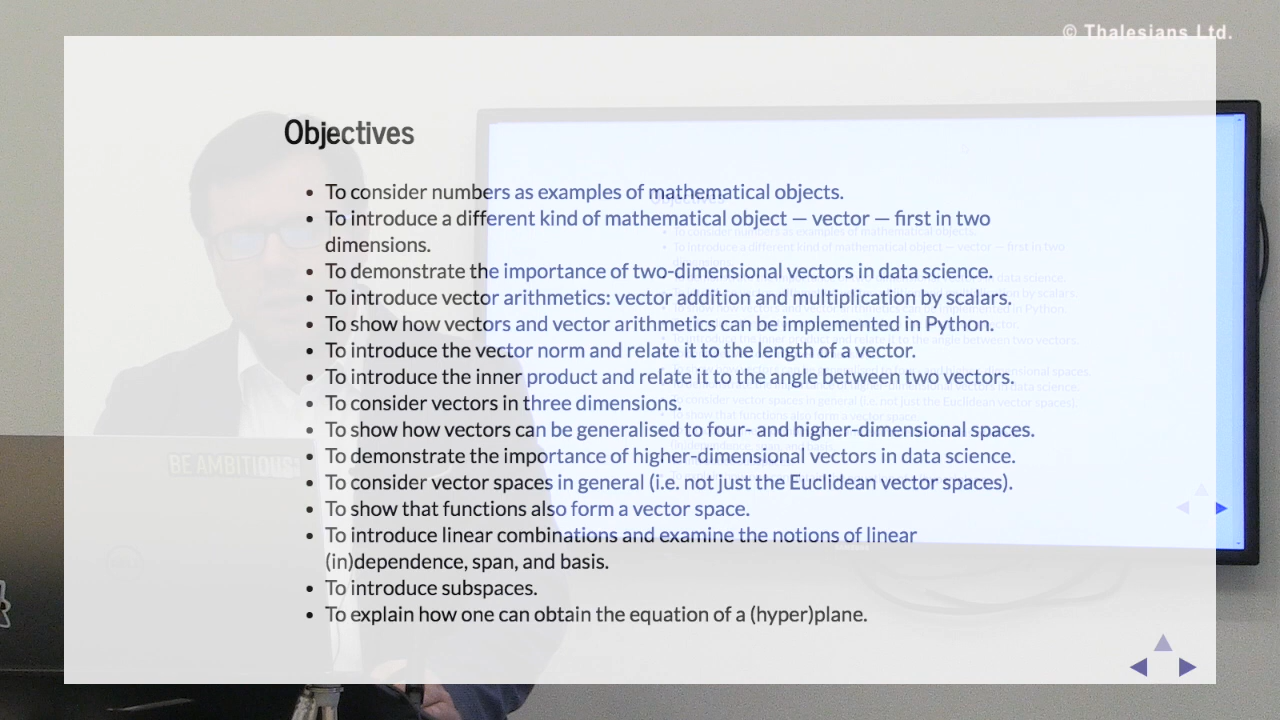 © Thalesians Ltd.
Objectives
To consider numbers as examples of mathematical objects.
To introduce a different kind of mathematical object — vector — first in two
dimensions.
To demonstrate the importance of two-dimensional vectors in data science.
To introduce vector arithmetics: vector addition and multiplication by scalars.
To show how vectors and vector arithmetics can be implemented in Python.
To introduce the vector norm and relate it to the length of a vector.
To introduce the inner product and relate it to the angle between two vectors.
To consider vectors in three dimensions.
To show how vectors can be generalised to four- and higher-dimensional spaces.
To demonstrate the importance of higher-dimensional vectors in data science.
To consider vector spaces in general (i.e. not just the Euclidean vector spaces).
To show that functions also form a vector space.
To introduce linear combinations and examine the notions of linear
(in)dependence, span, and basis.
To introduce subspaces.
To explain how one can obtain the equation of a (hyper)plane.
BE AMBITIOUS